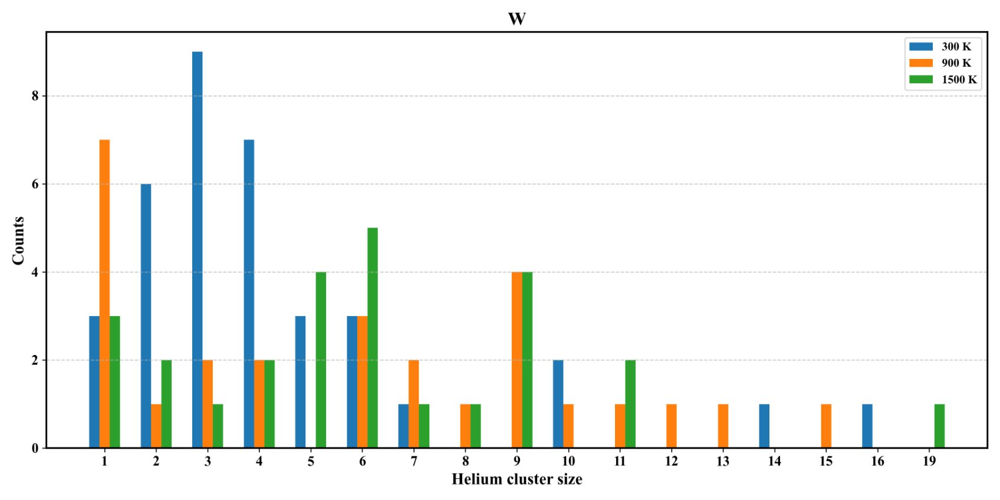 W
300 K
900 K
1500 K
8
6
4
2
0
Counts
1 2 3 4 5 6 7 8 9 10 11 12 13 14 15 16 19
Helium cluster size